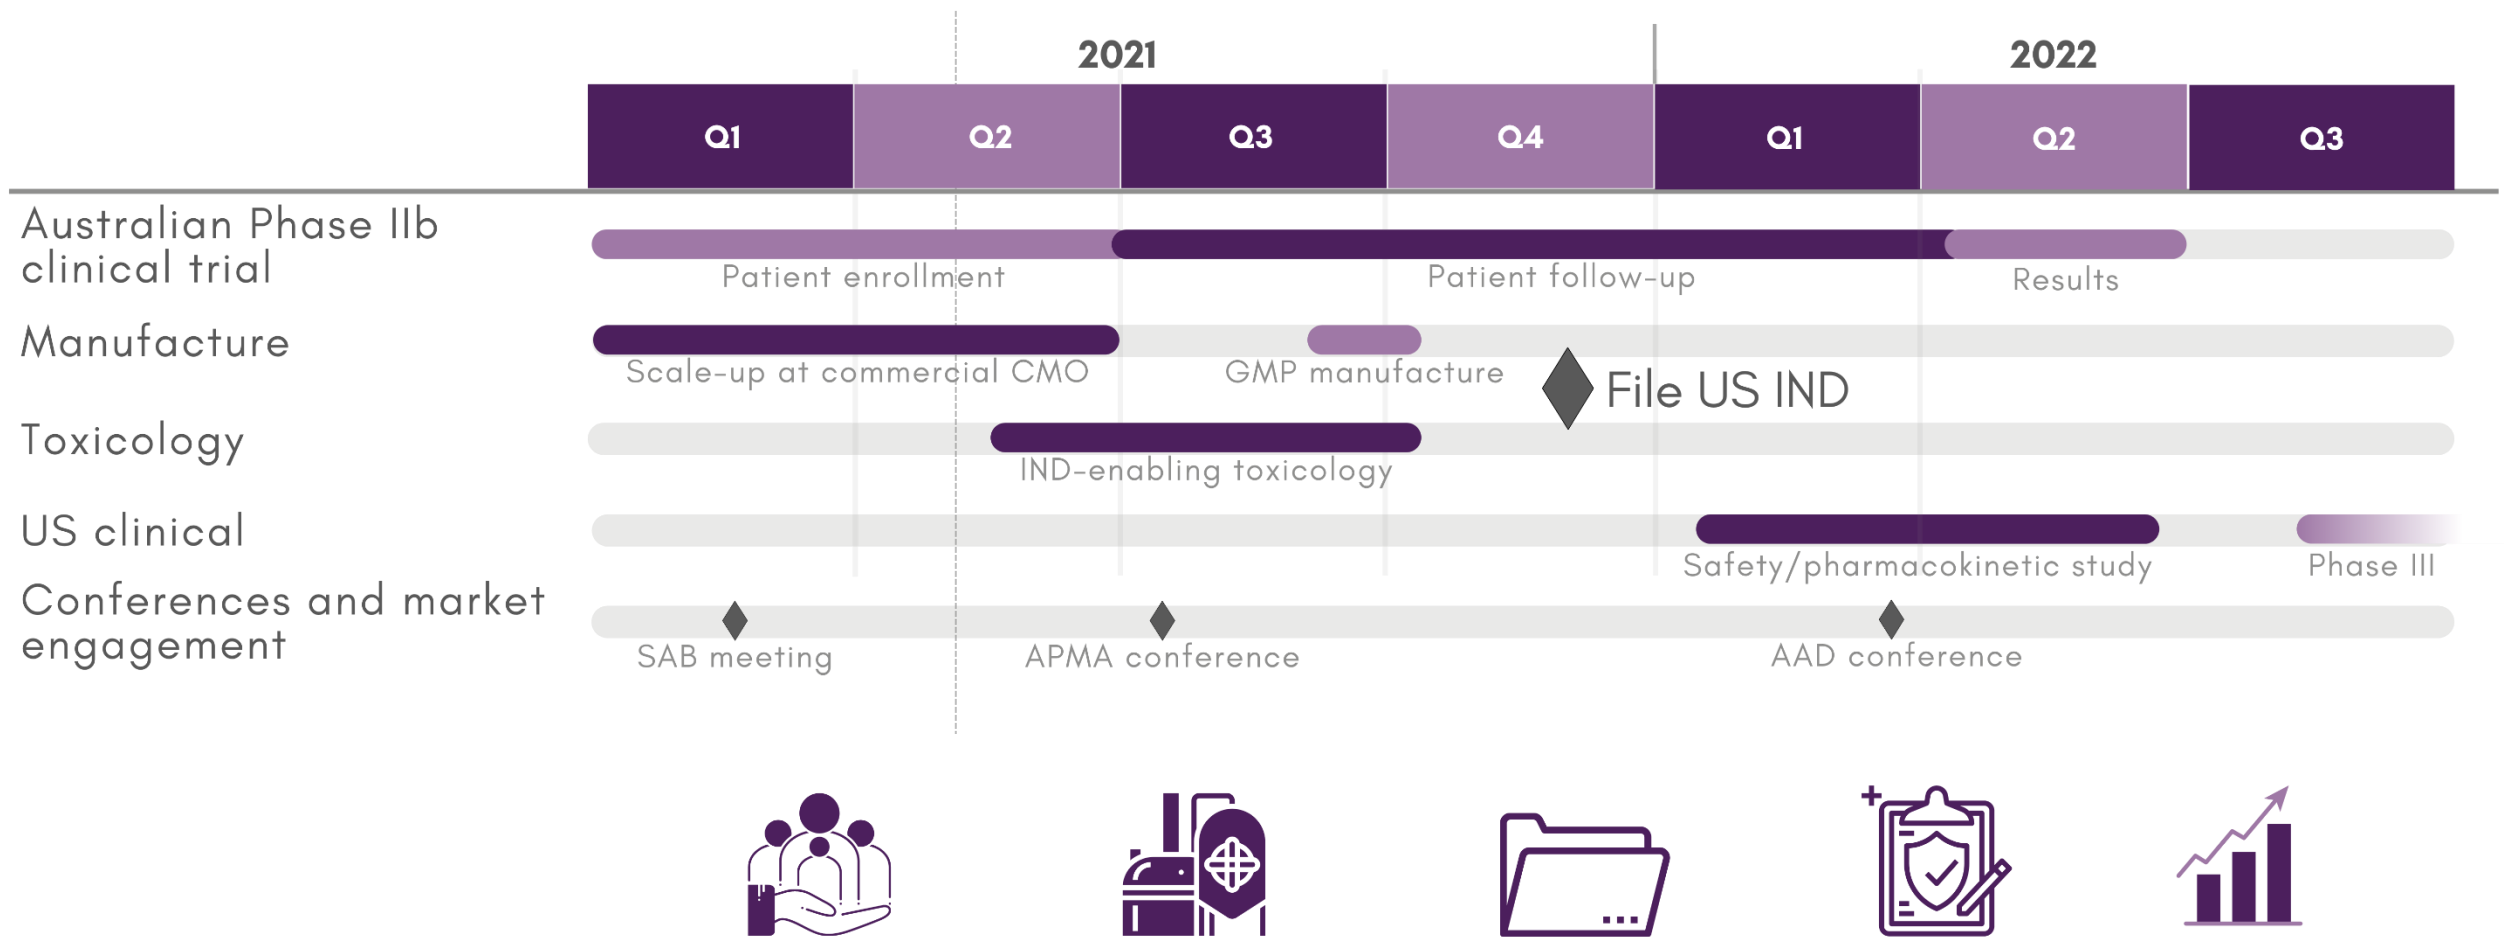 2021
2022
Q1
Q2
Q3
Q4
Q1
Q2
Q3
Australian Phase IIb
clinical trial
Patient enrollment
Patient follow-up
Results
Manufacture
Scale-up at commercial CMO
GMP manufacture
File US IND
Toxicology
IND-enabling toxicology
US clinical
Safety/pharmacokinetic study
Phase III
Conferences and market
engagement
SAB meeting
APMA conference
AAD conference